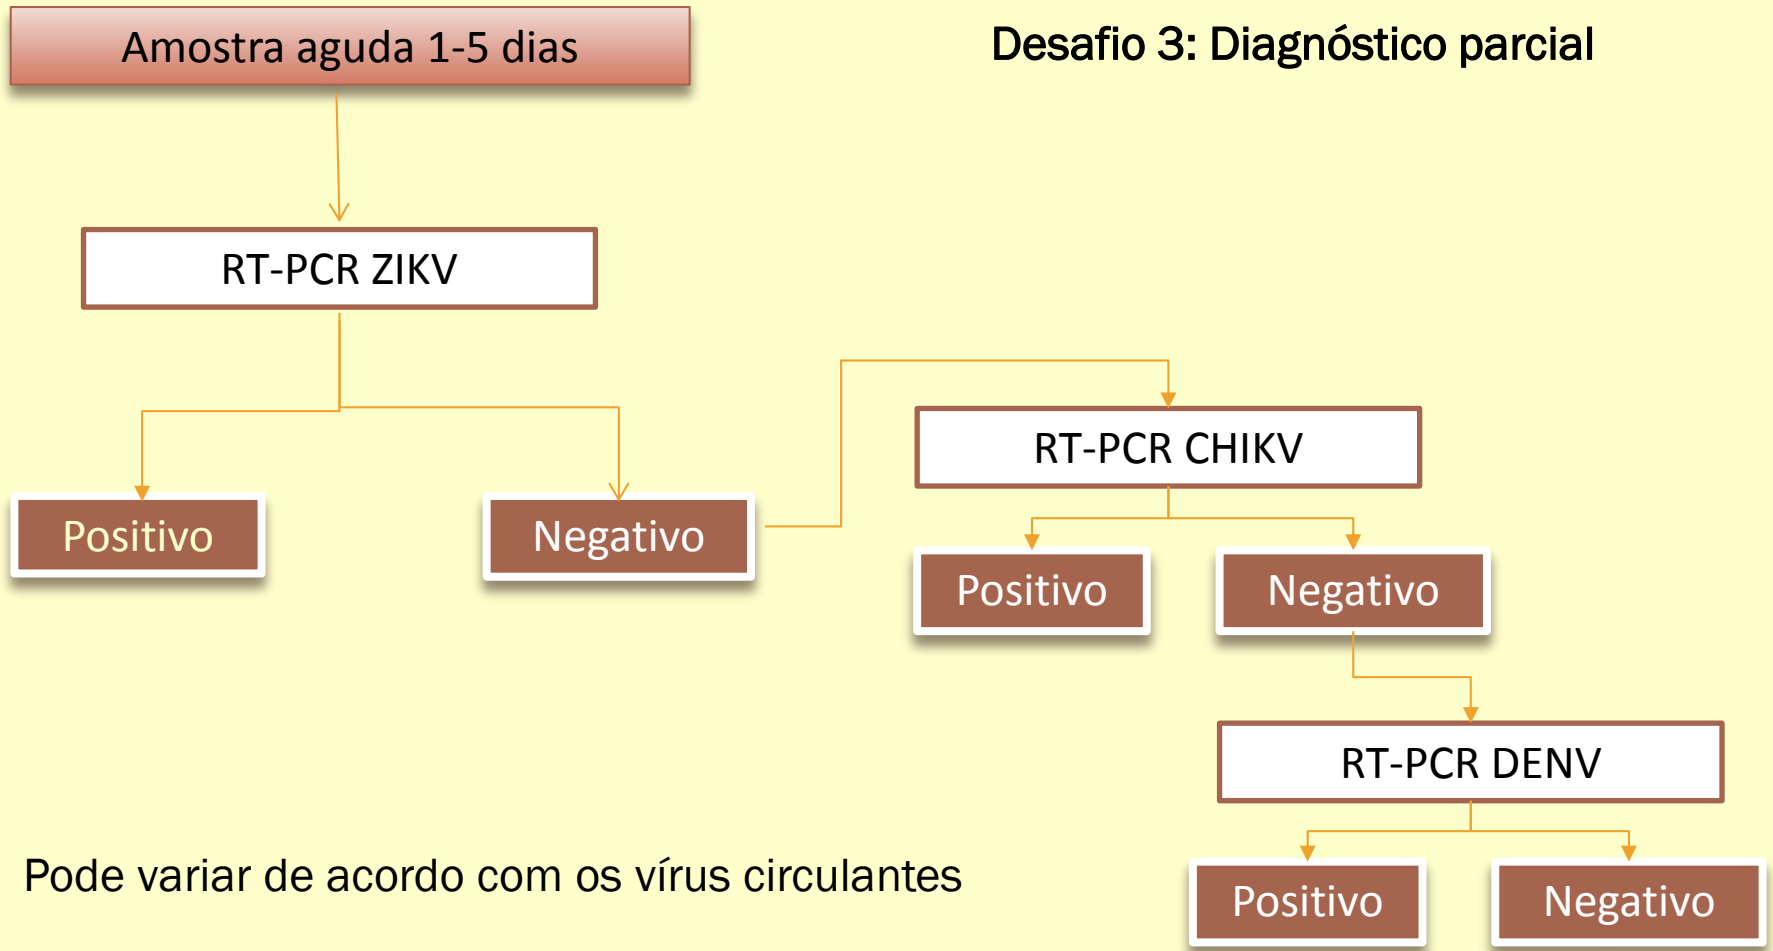 Amostra aguda 1-5 dias
Desafio 3: Diagnóstico parcial
RT-PCR ZIKV
Positivo
Negativo
RT-PCR CHIKV
Positivo
Negativo
RT-PCR DENV
Positivo
Negativo
Pode variar de acordo com os vírus circulantes